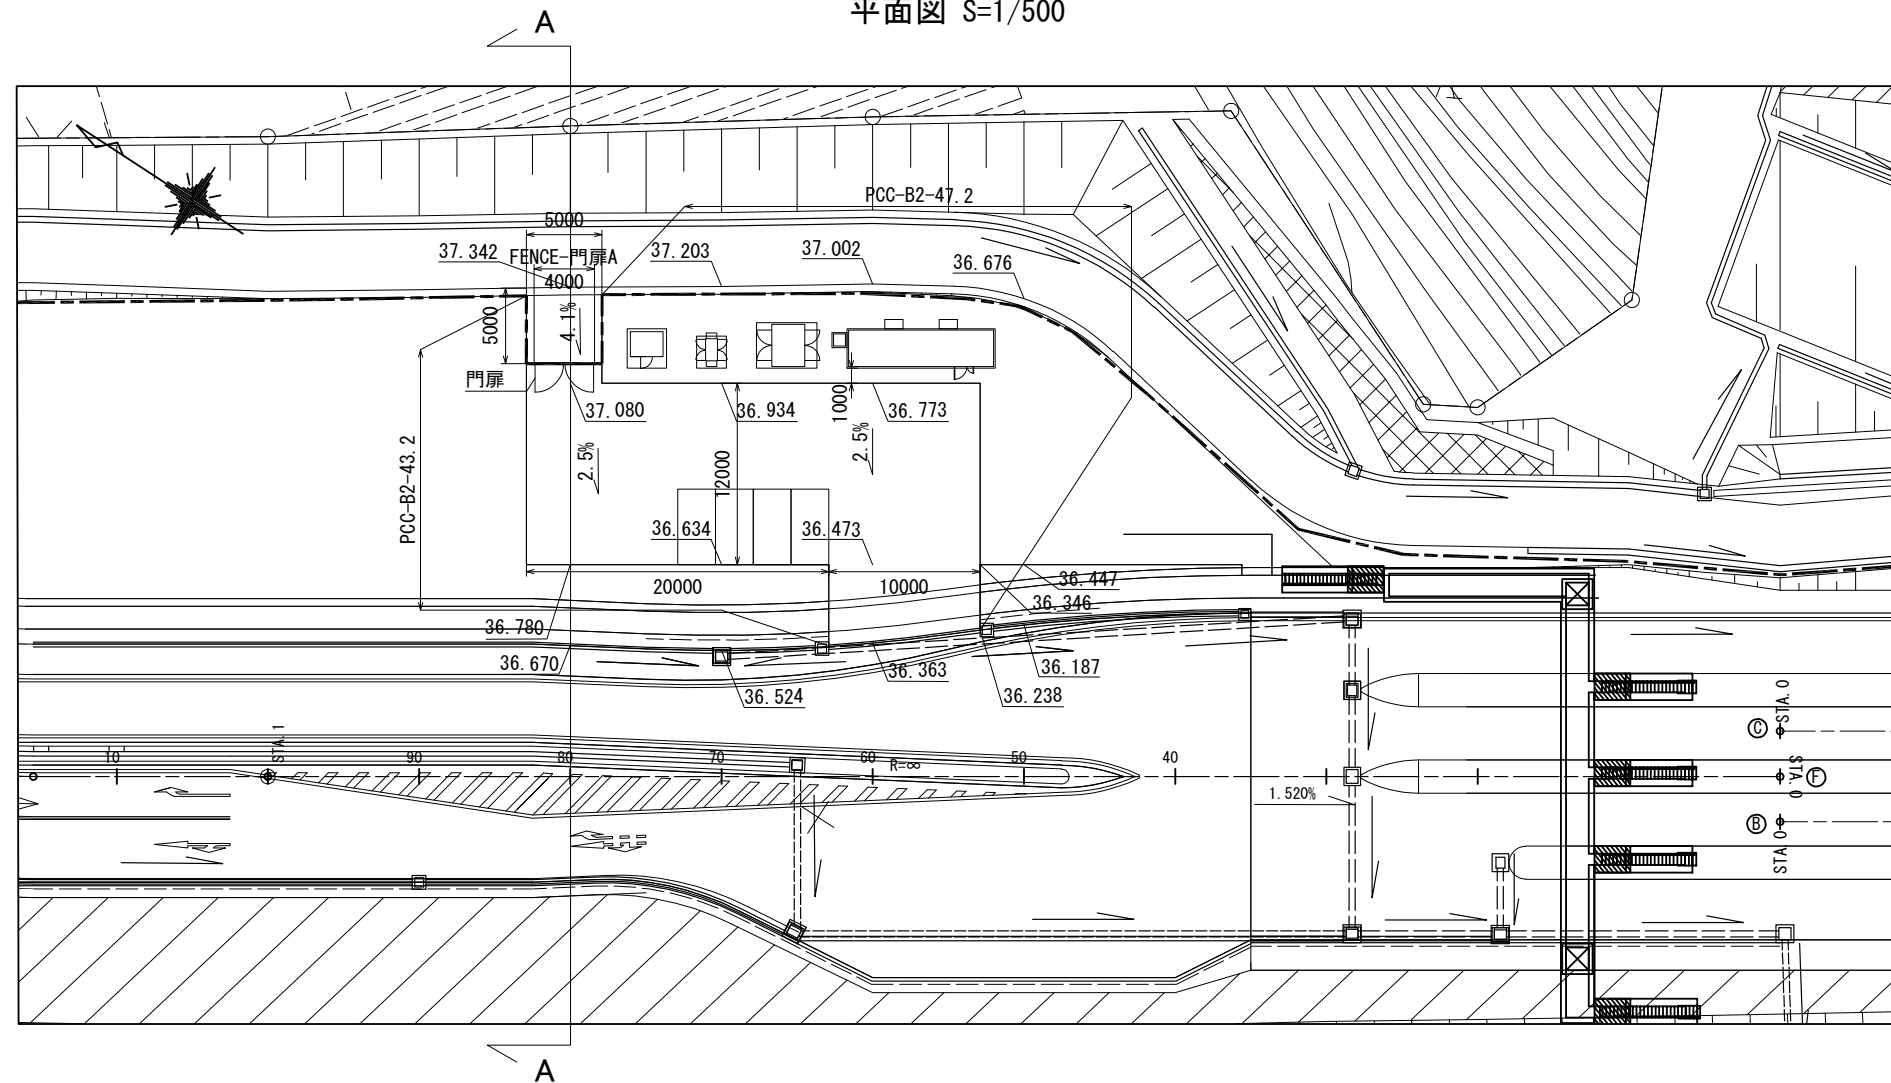 平面図 S=1/500
A
PCC-B2-47.2
5000
37.342
FENCE-門扉A
37.203
37.002
36.676
4000
5000
4.1%
門扉
37.080
36.934
1000
36.773
PCC-B2-43.2
2.5%
12000
2.5%
36.634
36.473
20000
10000
36.447
36.346
36.780
36.670
36.363
36.187
36.524
36.238
STA.0
C
STA.1
10
90
80
70
60
R=∞
50
40
STA.0
F
1.520%
B
STA.0
A